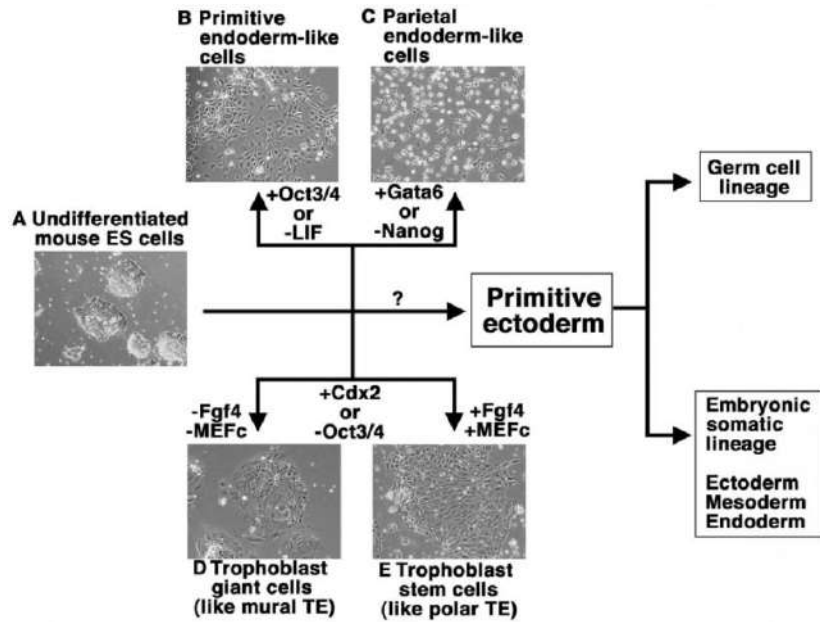 B Primitive
endoderm-like
cells
C Parietal
endoderm-like
cells
+Oct3/4
or
-LIF
+Gata6
or
-Nanog
A Undifferentiated
mouse ES cells
?
Primitive
ectoderm
Germ cell
lineage
Embryonic
somatic
lineage
Ectoderm
Mesoderm
Endoderm
-Fgf4
-MEFc
+Cdx2
or
-Oct3/4
+Fgf4
+MEFc
D Trophoblast
giant cells
(like mural TE)
E Trophoblast
stem cells
(like polar TE)